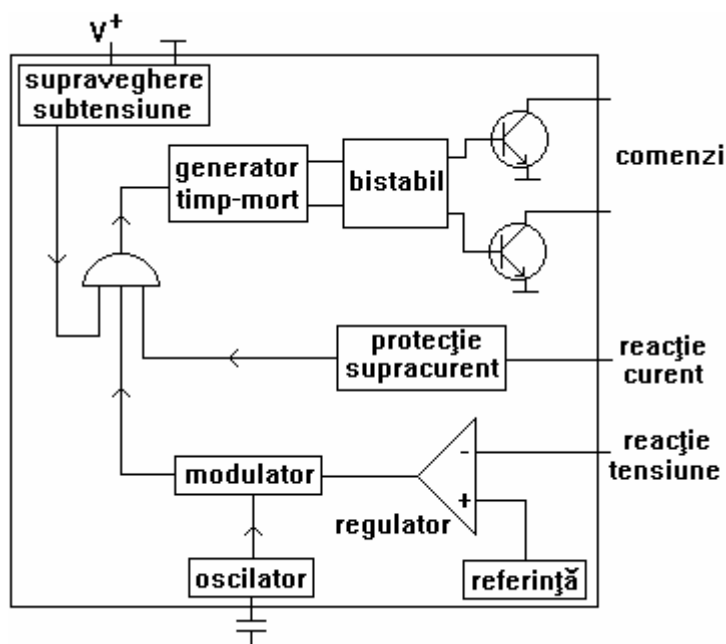 V+
supraveghere
subtensiune
generator
timp-mort
bistabil
comenzi
protecţie
supracurent
reacţie
curent
reacţie
tensiune
modulator
-
+
regulator
oscilator
referinţă